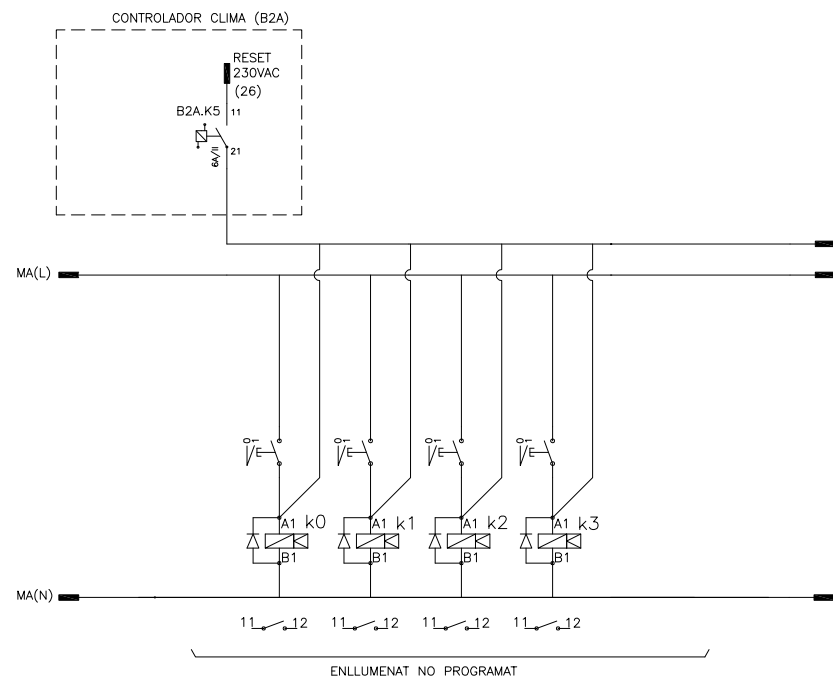 CONTROLADOR CLIMA (B2A)
RESET
230VAC
(26)
B2A.K5
11
6A/II
21
MA(L)
0 1
0 1
0 1
0 1
A1 k0
A1 k1
A1 k2
A1 k3
B1
B1
B1
B1
MA(N)
11 12
11 12
11 12
11 12
ENLLUMENAT NO PROGRAMAT